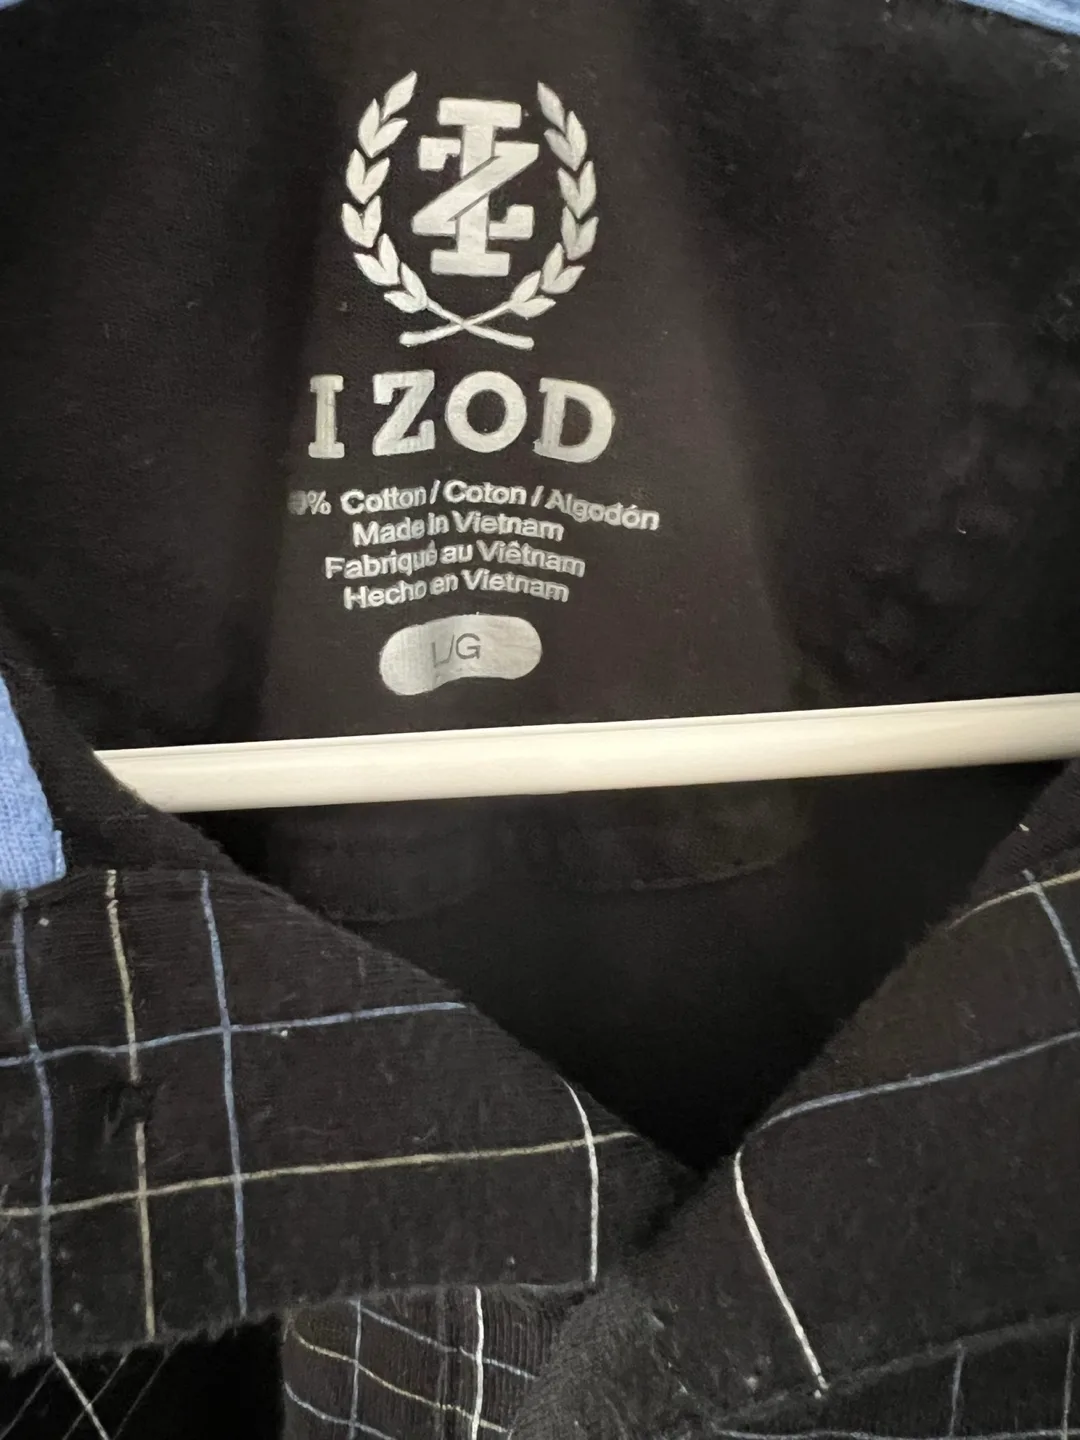 IZOD
% Cotton / Coton / Algodón
Made in Vietnam
Fabriqué au Viêtnam
Hecho en Vietnam
L/G